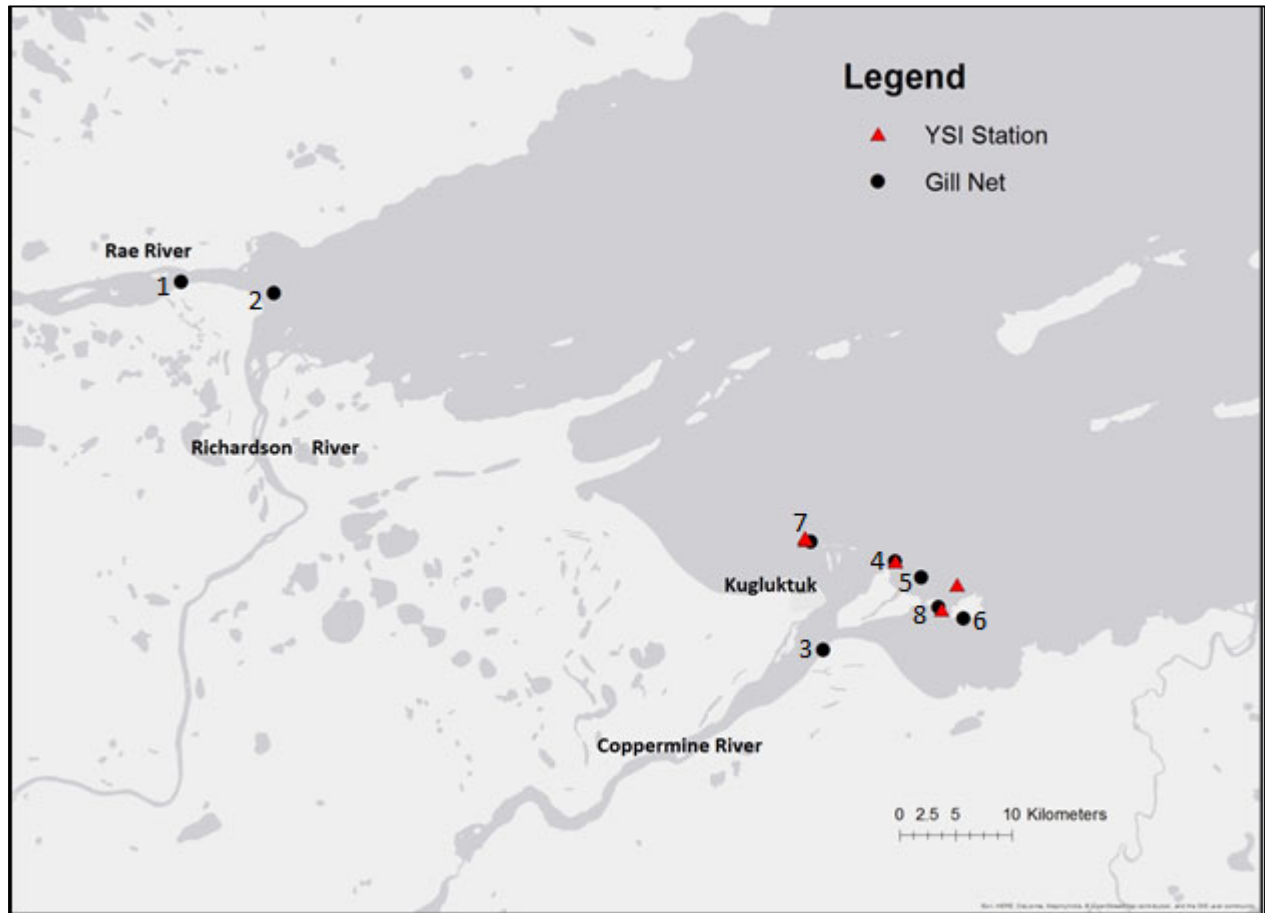 Legend
YSI Station
Gill Net
Rae River
1
2
Richardson River
7
4
Kugluktuk
5
8
6
3
Coppermine River
0 2.5 5 10 Kilometers